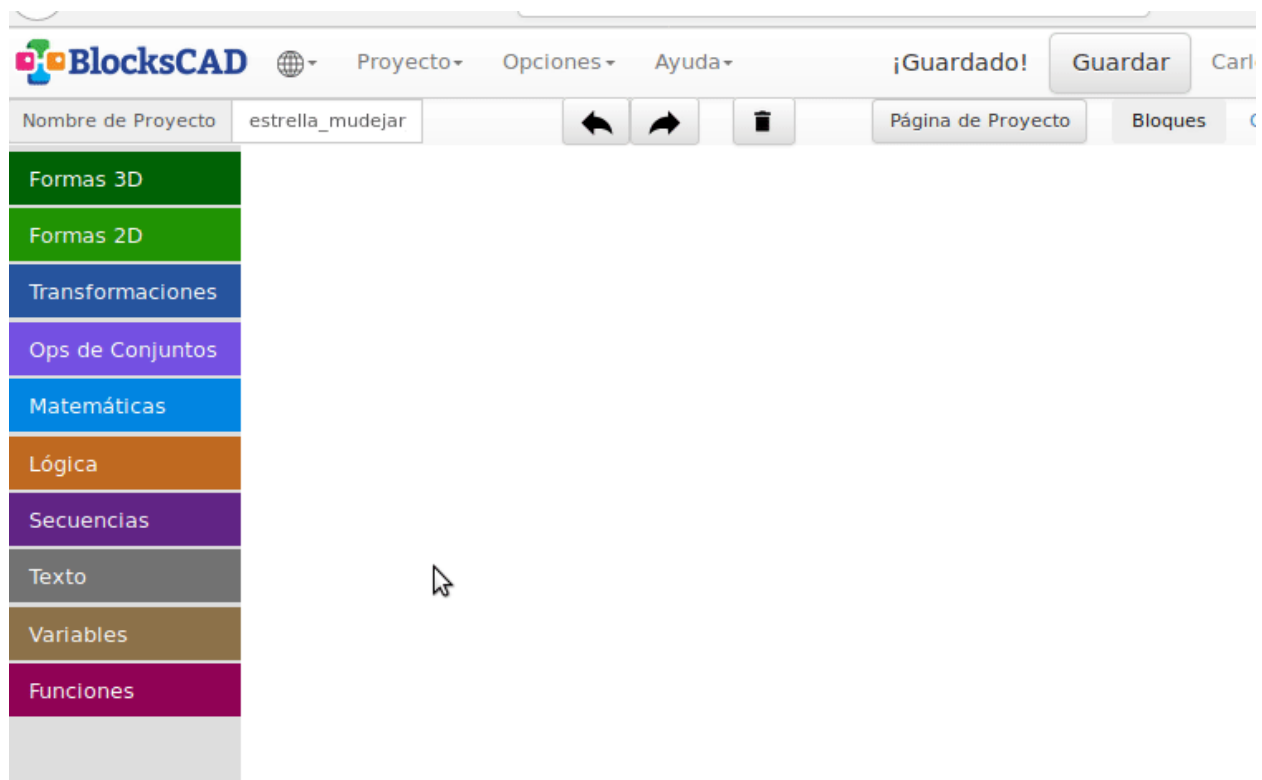 BlocksCAD Proyecto Opciones Ayuda ¡Guardado! Guardar Carl
Nombre de Proyecto estrella_mudejar Página de Proyecto Bloques
Formas 3D
Formas 2D
Transformaciones
Ops de Conjuntos
Matemáticas
Lógica
Secuencias
Texto
Variables
Funciones